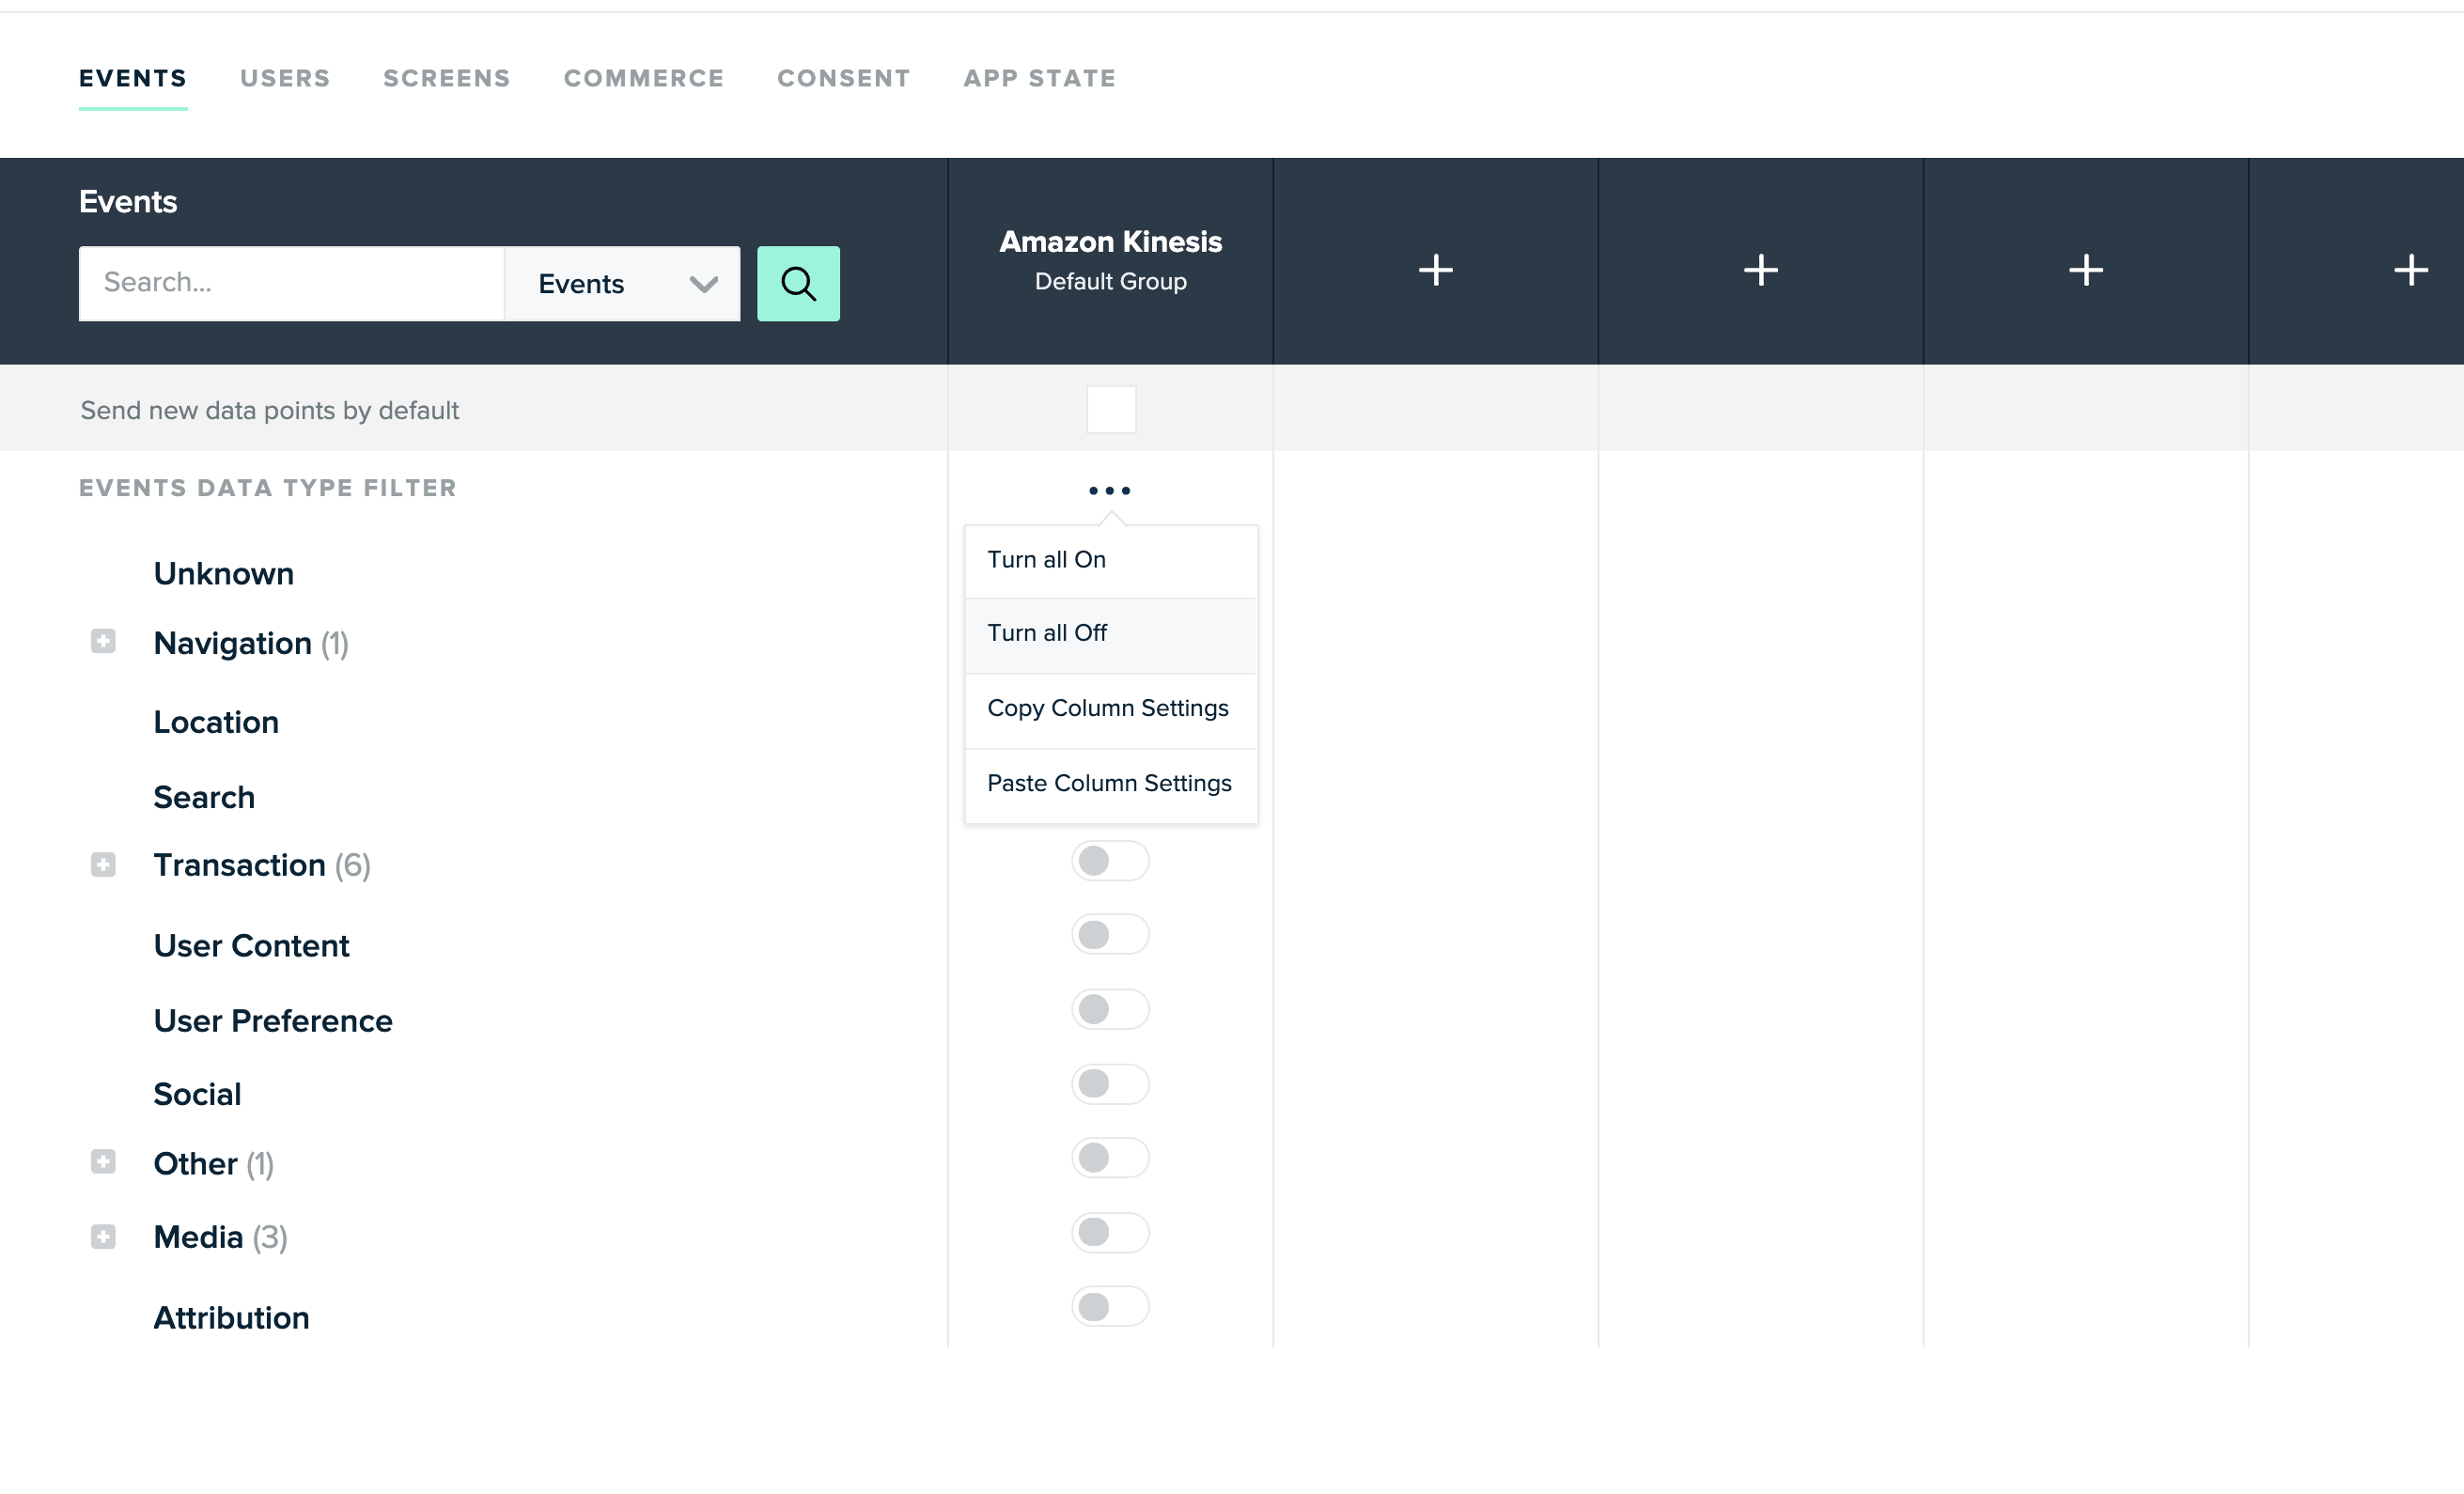 EVENTS USERS SCREENS COMMERCE CONSENT APP STATE
Events
Search... Events
Amazon Kinesis
Default Group
Send new data points by default
EVENTS DATA TYPE FILTER
Turn all On
Unknown
Turn all Off
Navigation (1)
Copy Column Settings
Location
Paste Column Settings
Search
Transaction (6)
User Content
User Preference
Social
Other (1)
Media (3)
Attribution